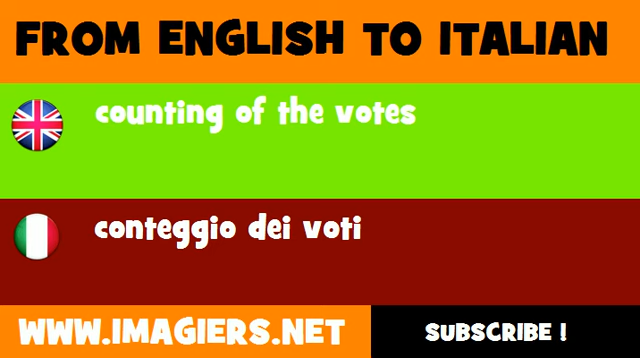 FROM ENGLISH TO ITALIAN
counting of the votes
conteggio dei voti
WWW.IMAGIERS.NET
SUBSCRIBE !